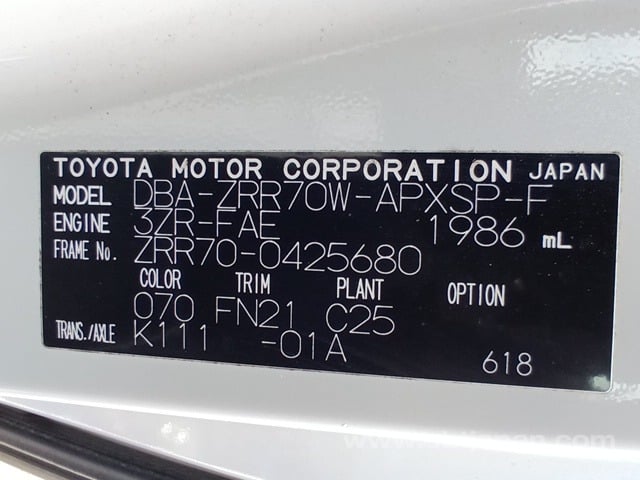 TOYOTA MOTOR CORPORATION JAPAN
MODEL DBA-ZRR70W-APXSP-F
ENGINE 3ZR-FAE 1986 mL
FRAME No. ZRR70-0425680
COLOR TRIM PLANT OPTION
070 FN21 C25
TRANS./AXLE K111 -01A
618